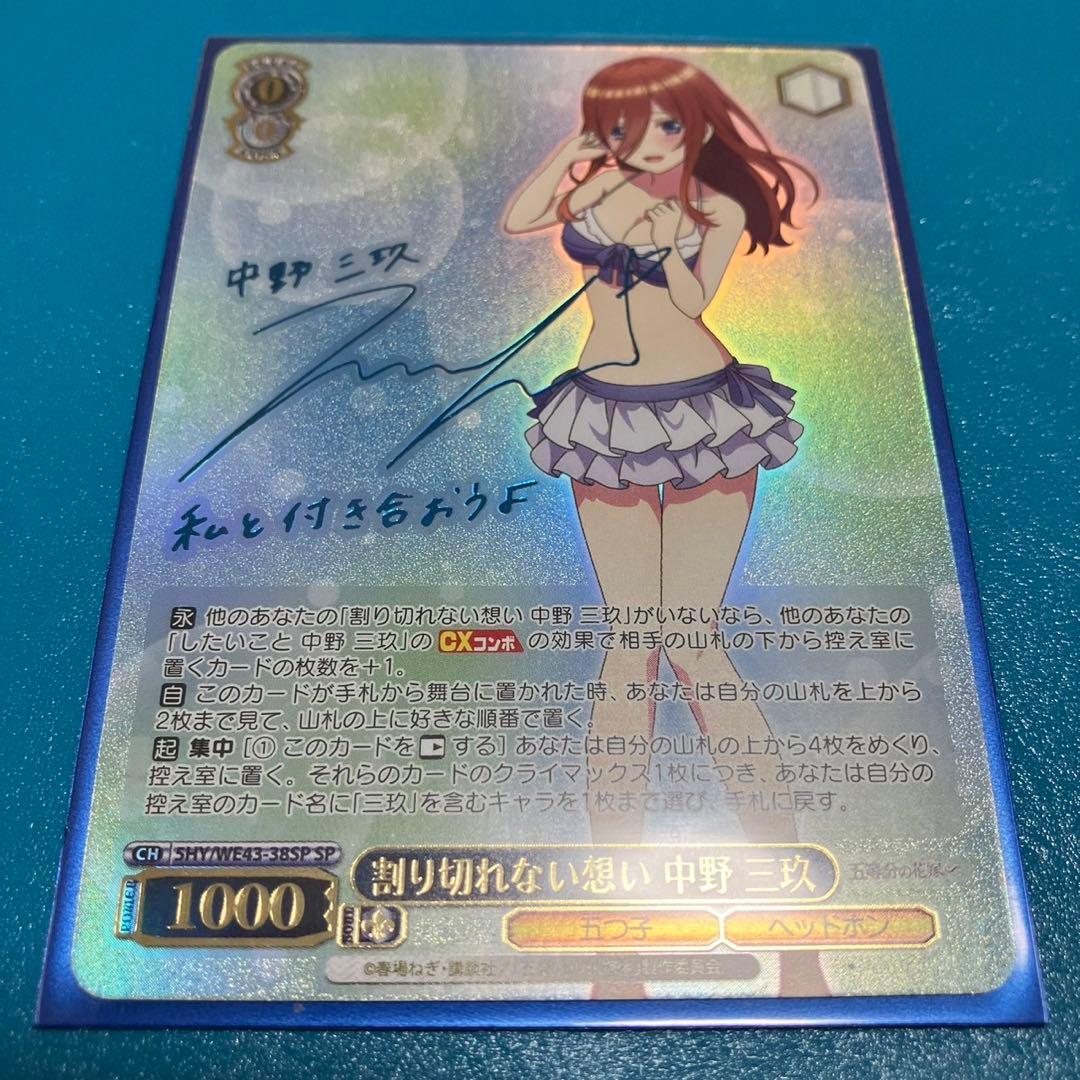 0
0
中野 三玖
私と付き合おうよ
永 他のあなたの「割り切れない想い 中野 三玖」がいないなら、他のあなたの
「したいこと 中野 三玖」の CXコンボ の効果で相手の山札の下から控え室に
置くカードの枚数を+1。
自 このカードが手札から舞台に置かれた時、あなたは自分の山札を上から
2枚まで見て、山札の上に好きな順番で置く。
起 集中 [① このカードを する] あなたは自分の山札の上から4枚をめくり、
控え室に置く。それらのカードのクライマックス1枚につき、あなたは自分の
控え室のカード名に「三玖」を含むキャラを1枚まで選び、手札に戻す。
CH 5HY/WE43-38SP SP
割り切れない想い 中野 三玖
五等分の花嫁
POWER 1000 SOUL
五つ子 ヘッドホン
©春場ねぎ・講談社 製作委員会